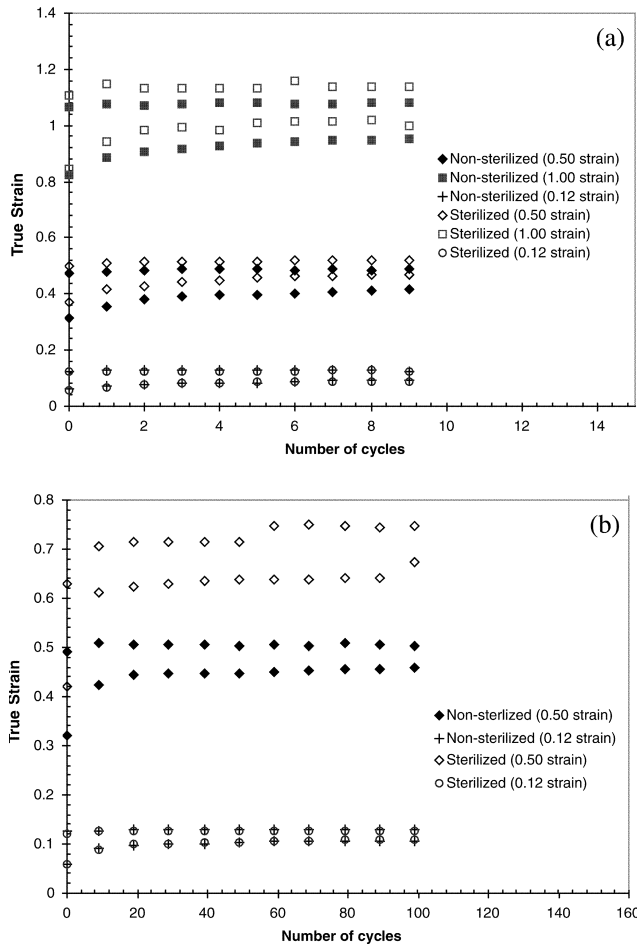 1.4
(a)
1.2
1
Non-sterilized (0.50 strain)
Non-sterilized (1.00 strain)
0.8
Non-sterilized (0.12 strain)
Sterilized (0.50 strain)
True Strain
Sterilized (1.00 strain)
0.6
Sterilized (0.12 strain)
0.4
0.2
0
0 2 4 6 8 10 12 14
Number of cycles
0.8
(b)
0.7
0.6
0.5
True Strain
0.4
Non-sterlized (0.50 strain)
Non-sterilized (0.12 strain)
0.3
Sterilized (0.50 strain)
Sterilized (0.12 strain)
0.2
0.1
0
0 20 40 60 80 100 120 140 160
Number of cycles